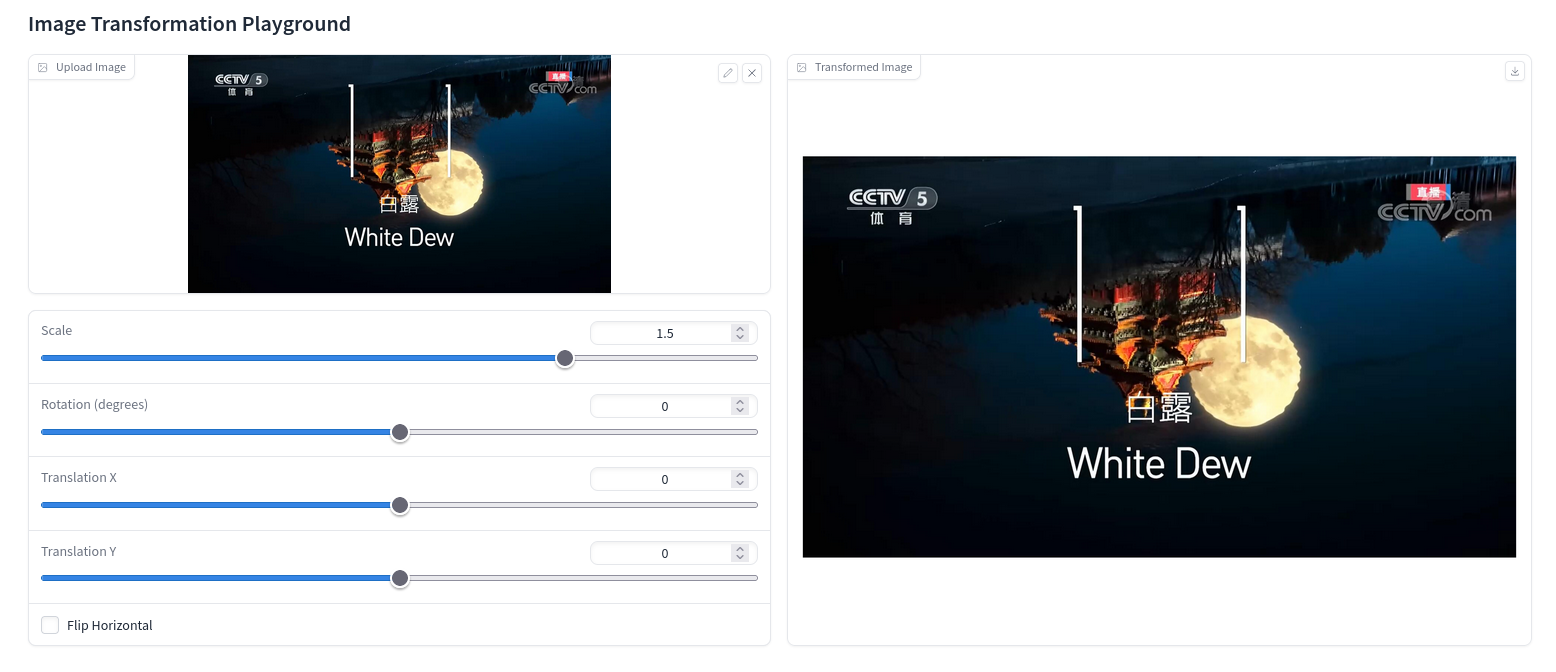 Image Transformation Playground
Upload Image
CCTV 5
体育
直播
CCTV.com
白露
White Dew
Scale
1.5
Rotation (degrees)
0
Translation X
0
Translation Y
0
Flip Horizontal
Transformed Image
CCTV 5
体育
直播
CCTV.com
白露
White Dew